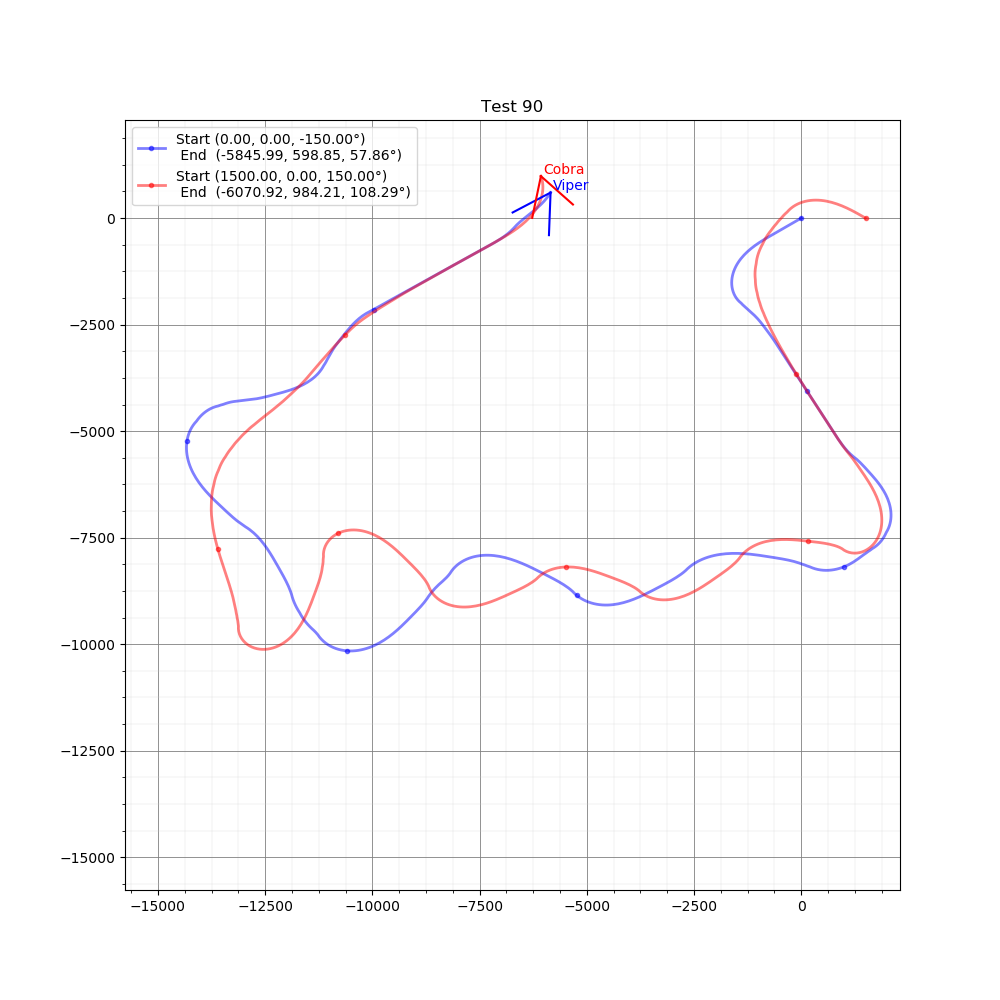 Test 90
Start (0.00, 0.00, -150.00°)
End  (-5845.99, 598.85, 57.86°)
Start (1500.00, 0.00, 150.00°)
End  (-6070.92, 984.21, 108.29°)
Cobra
Viper
0
−2500
−5000
−7500
−10000
−12500
−15000
−15000
−12500
−10000
−7500
−5000
−2500
0